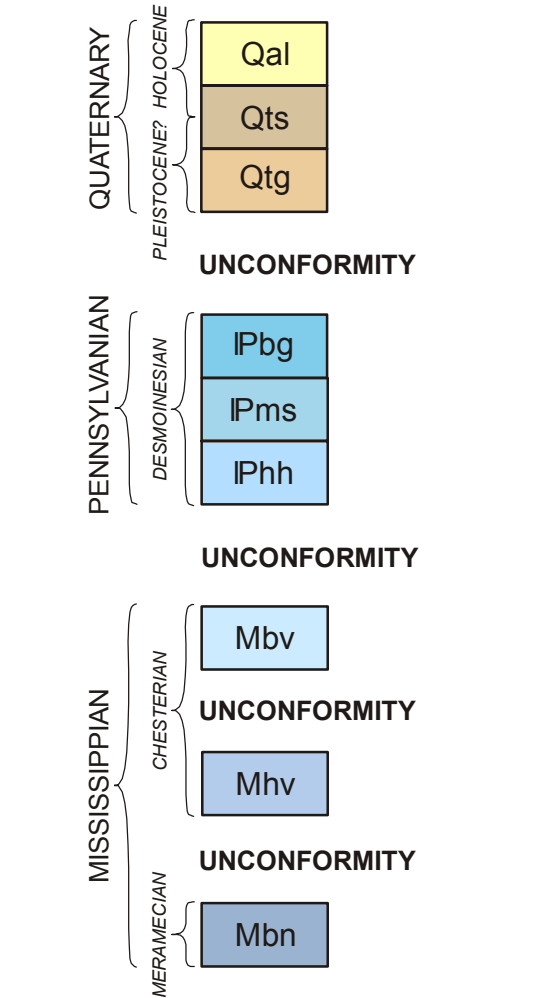 QUATERNARY
HOLOCENE
PLEISTOCENE?
Qal
Qts
Qtg
UNCONFORMITY
PENNSYLVANIAN
DESMOINESIAN
IPbg
IPms
IPhh
UNCONFORMITY
MISSISSIPPIAN
CHESTERIAN
Mbv
UNCONFORMITY
Mhv
UNCONFORMITY
MERAMECIAN
Mbn